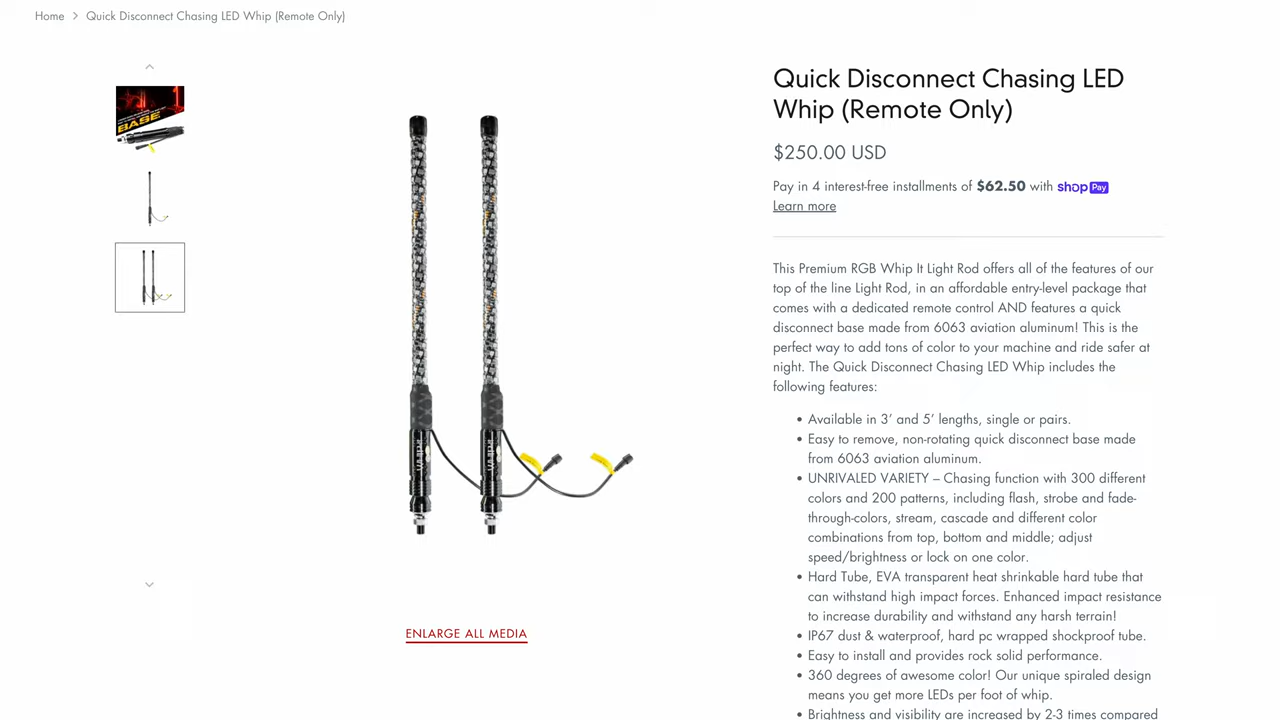 Home > Quick Disconnect Chasing LED Whip (Remote Only)
BASE
Quick Disconnect Chasing LED
Whip (Remote Only)
$250.00 USD
Pay in 4 interest-free installments of $62.50 with shop Pay
Learn more
This Premium RGB Whip It Light Rod offers all of the features of our
top of the line Light Rod, in an affordable entry-level package that
comes with a dedicated remote control AND features a quick
disconnect base made from 6063 aviation aluminum! This is the
perfect way to add tons of color to your machine and ride safer at
night. The Quick Disconnect Chasing LED Whip includes the
following features:
• Available in 3’ and 5’ lengths, single or pairs.
• Easy to remove, non-rotating quick disconnect base made
from 6063 aviation aluminum.
• UNRIVALED VARIETY – Chasing function with 300 different
colors and 200 patterns, including flash, strobe and fade-
through-colors, stream, cascade and different color
combinations from top, bottom and middle; adjust
speed/brightness or lock on one color.
• Hard Tube, EVA transparent heat shrinkable hard tube that
can withstand high impact forces. Enhanced impact resistance
to increase durability and withstand any harsh terrain!
• IP67 dust & waterproof, hard pc wrapped shockproof tube.
• Easy to install and provides rock solid performance.
• 360 degrees of awesome color! Our unique spiraled design
means you get more LEDs per foot of whip.
• Brightness and visibility are increased by 2-3 times compared
ENLARGE ALL MEDIA